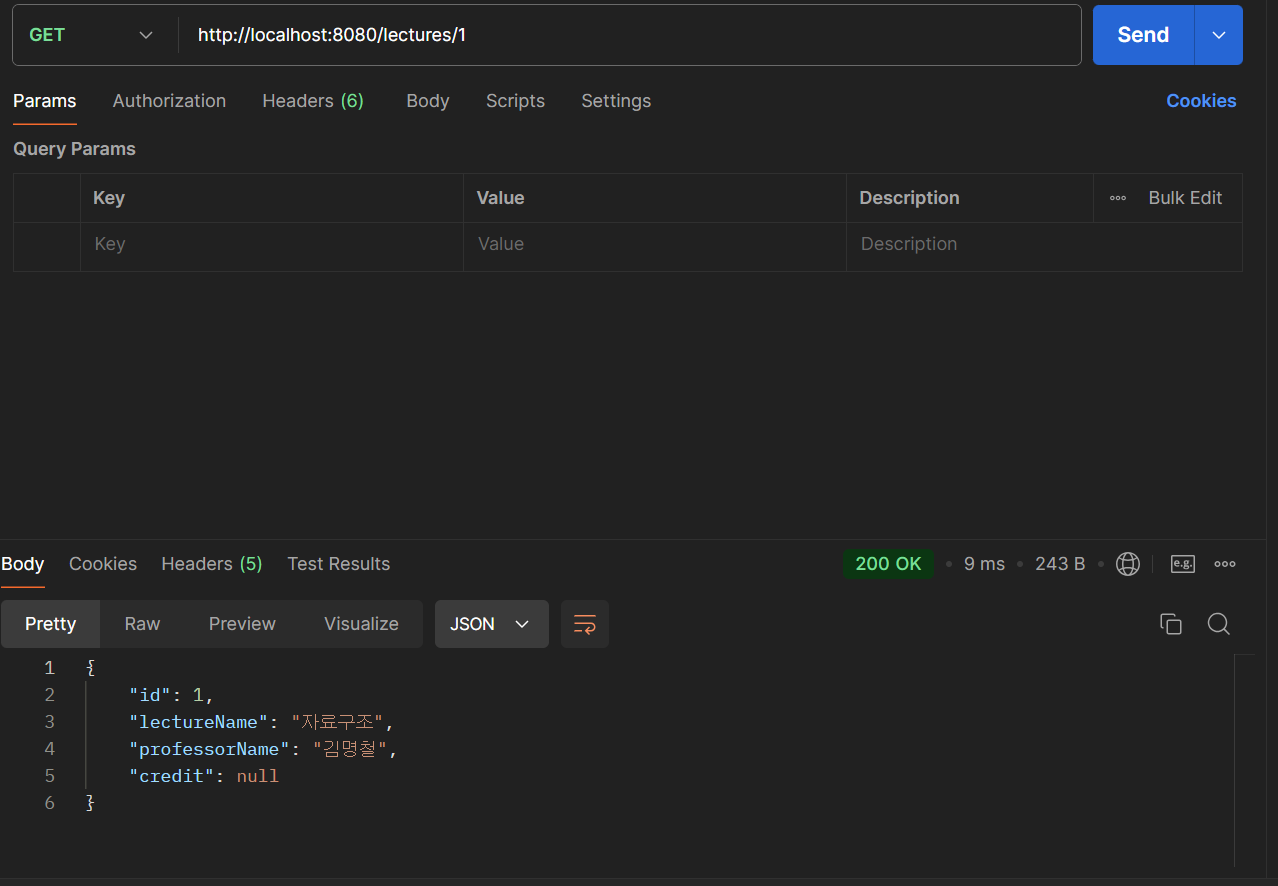 GET http://localhost:8080/lectures/1 Send
Params Authorization Headers (6) Body Scripts Settings Cookies
Query Params
Key Value Description Bulk Edit
Key Value Description
Body Cookies Headers (5) Test Results 200 OK 9 ms 243 B e.g.
Pretty Raw Preview Visualize JSON
1 {
2 "id": 1,
3 "lectureName": "자료구조",
4 "professorName": "김명철",
5 "credit": null
6 }